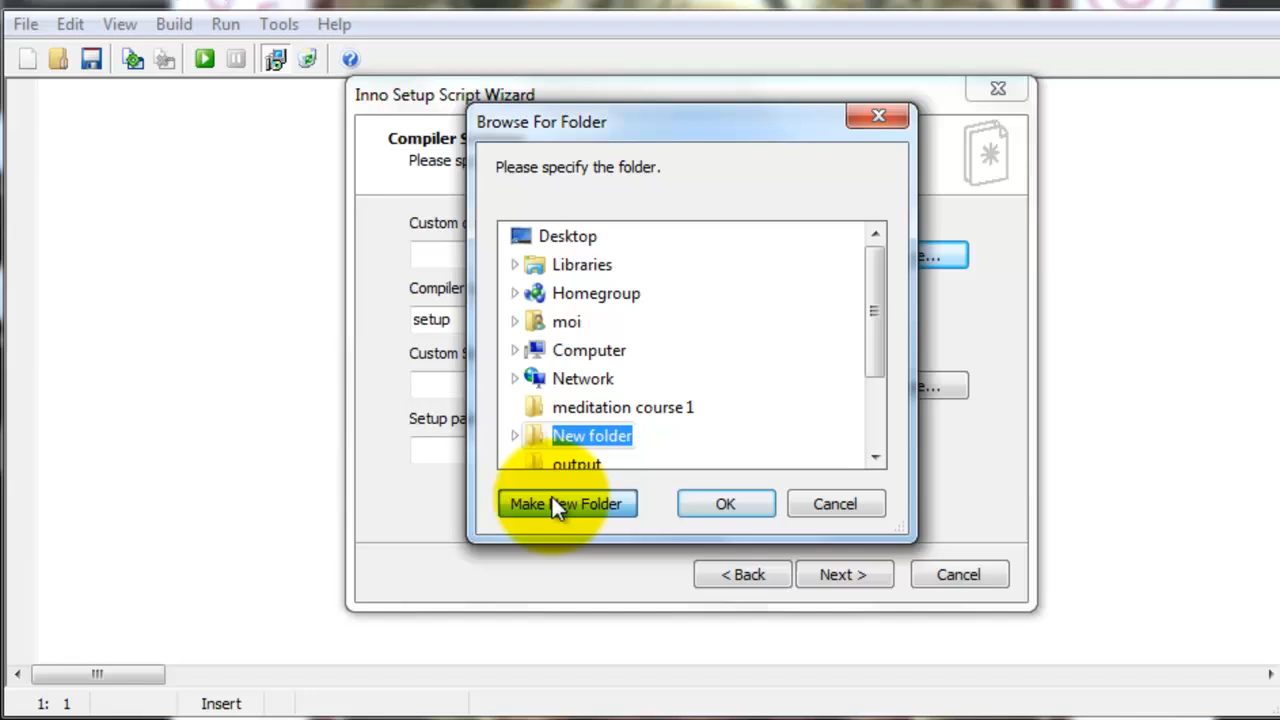 File Edit View Build Run Tools Help
Inno Setup Script Wizard
Browse For Folder
Compiler
Please
Please specify the folder.
Custom
Desktop
Libraries
Compiler
Homegroup
setup
moi
Custom
Computer
Network
meditation course1
Setup
New folder
output
Make New Folder OK Cancel
< Back Next > Cancel
1: 1 Insert